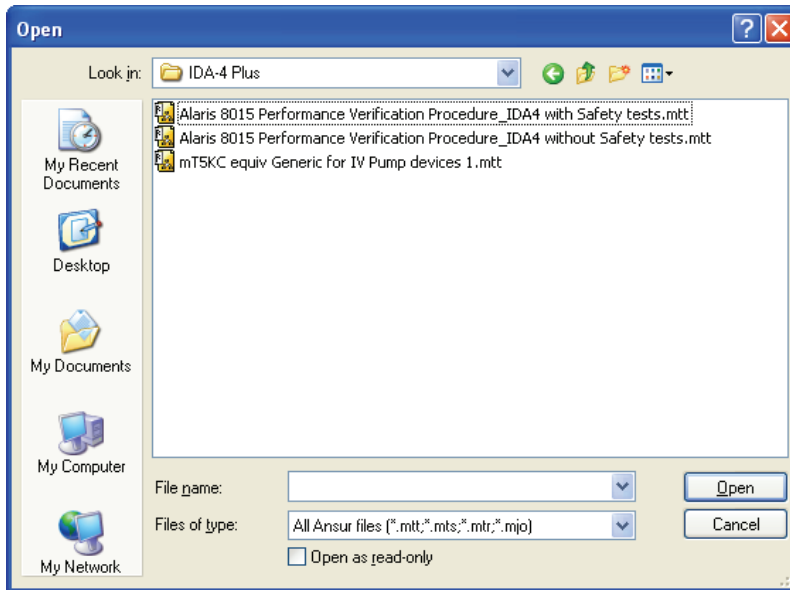 Open
Look in:
IDA-4 Plus
My Recent
Documents
Desktop
My Documents
My Computer
My Network
Alaris 8015 Performance Verification Procedure_IDA4 with Safety tests.mtt
Alaris 8015 Performance Verification Procedure_IDA4 without Safety tests.mtt
mT5KC equiv Generic for IV Pump devices 1.mtt
File name:
Open
Files of type:
All Ansur files (*.mtt;*.mts;*.mtr;*.mjo)
Cancel
Open as read-only